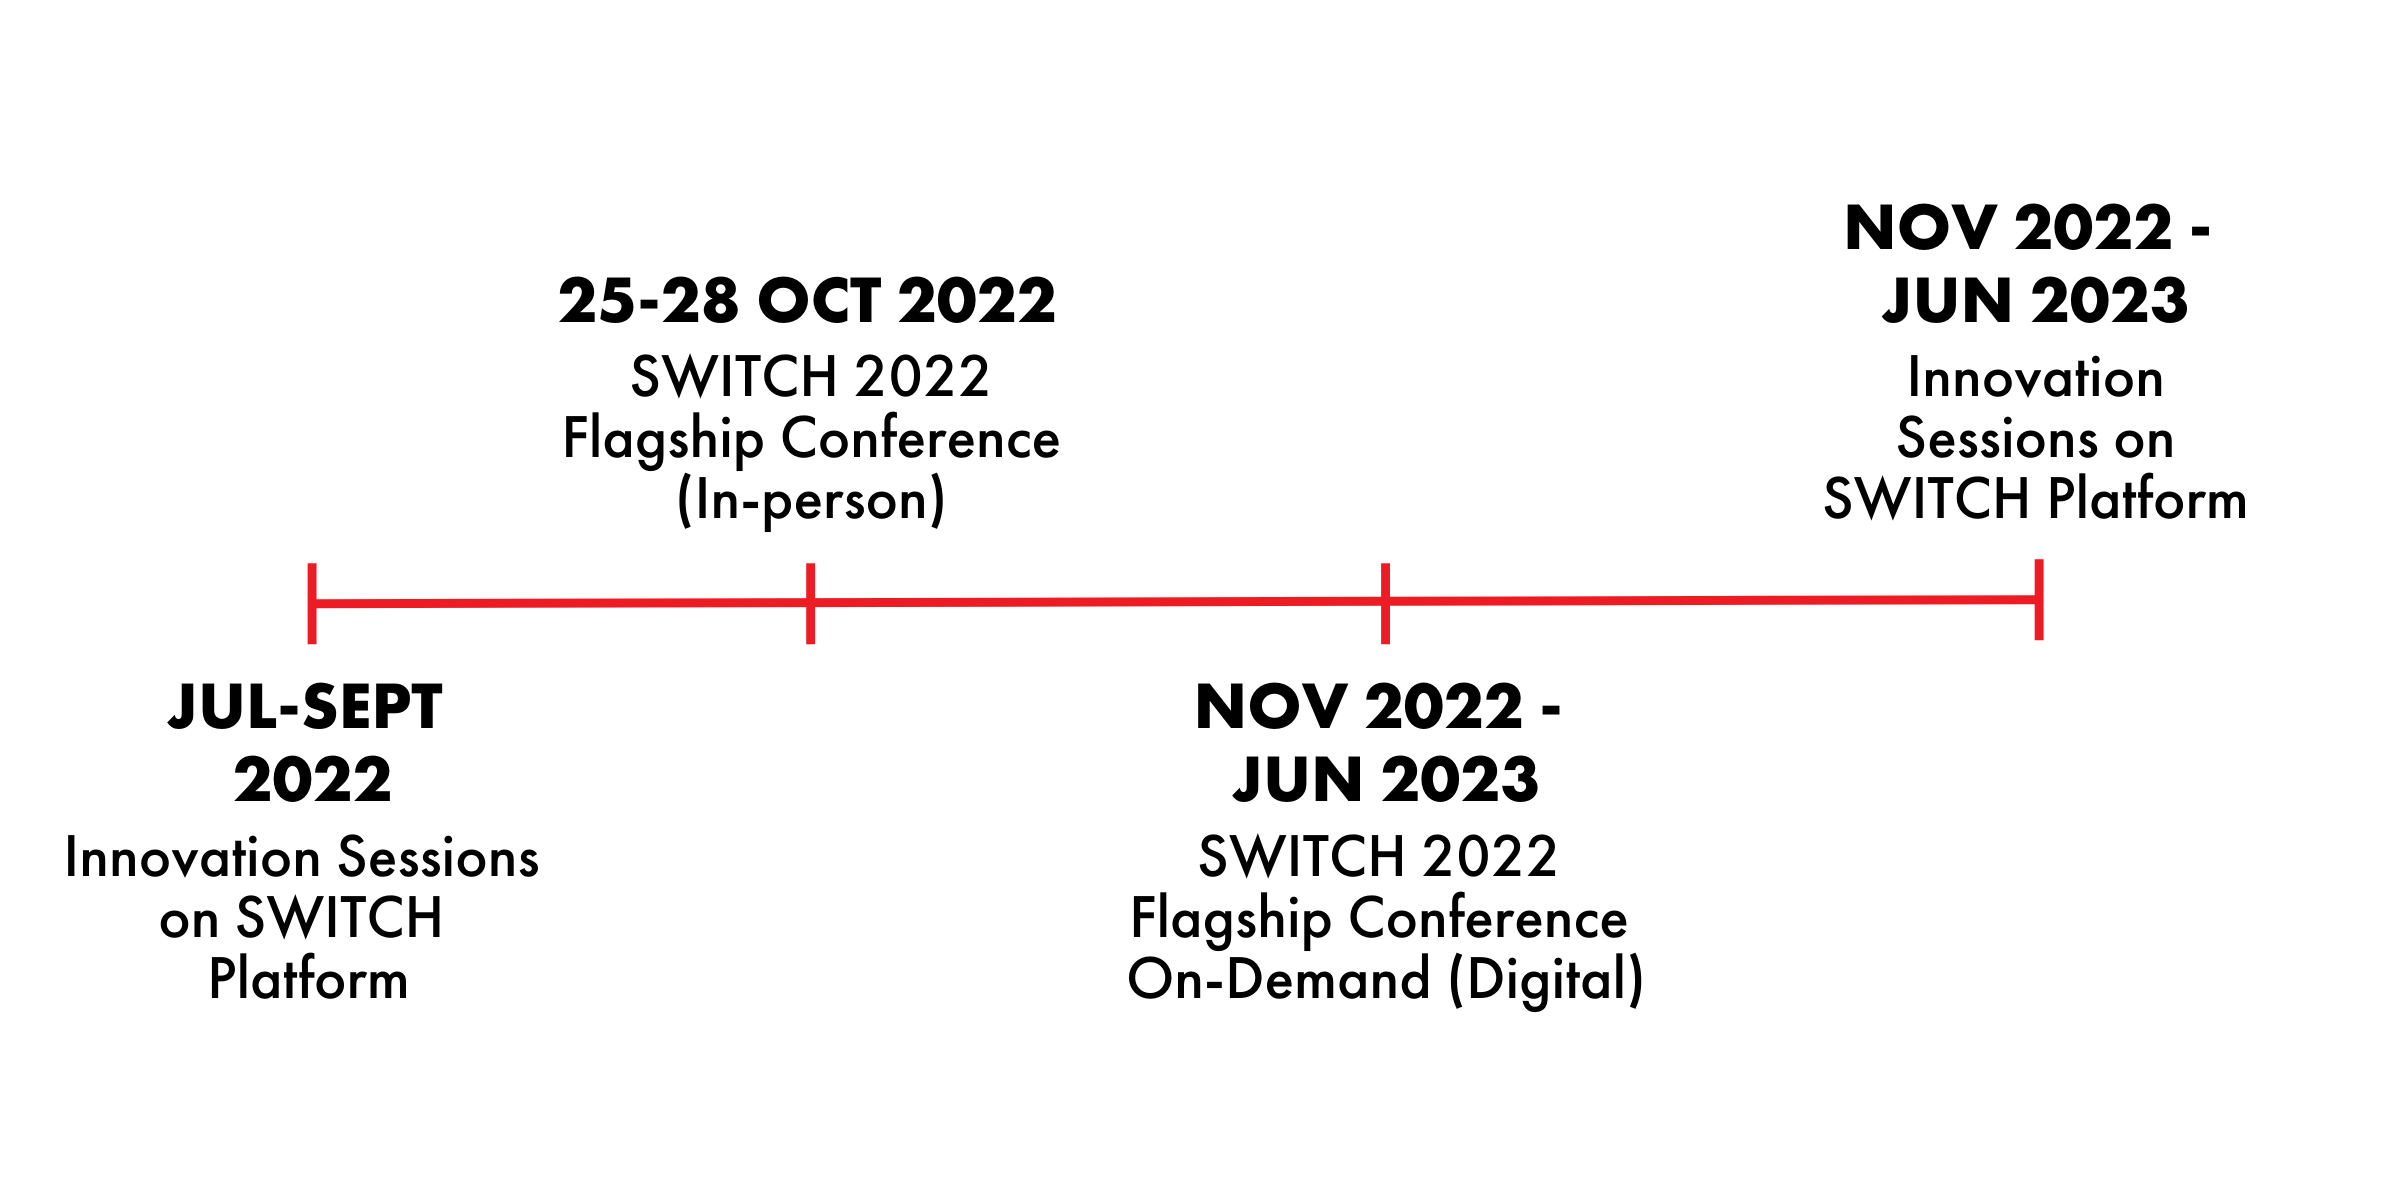 JUL-SEPT
2022
Innovation Sessions
on SWITCH
Platform
25-28 OCT 2022
SWITCH 2022
Flagship Conference
(In-person)
NOV 2022 -
JUN 2023
SWITCH 2022
Flagship Conference
On-Demand (Digital)
NOV 2022 -
JUN 2023
Innovation
Sessions on
SWITCH Platform